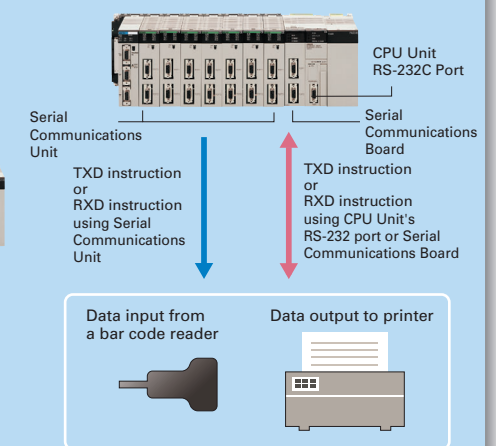 CPU Unit
RS-232C Port
Serial
Communications
Unit
Serial
Communications
Board
TXD instruction
or
RXD instruction
using Serial
Communications
Unit
TXD instruction
or
RXD instruction
using CPU Unit's
RS-232 port or Serial
Communications Board
Data input from
a bar code reader
Data output to printer